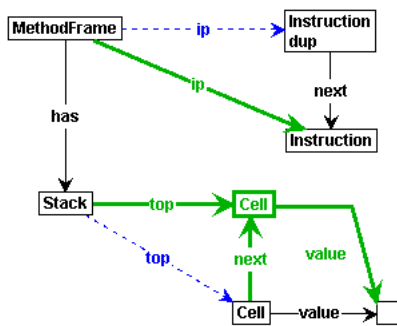 MethodFrame
ip
Instruction
dup
ip
next
has
Instruction
Stack
top
Cell
top
next
value
Cell
value